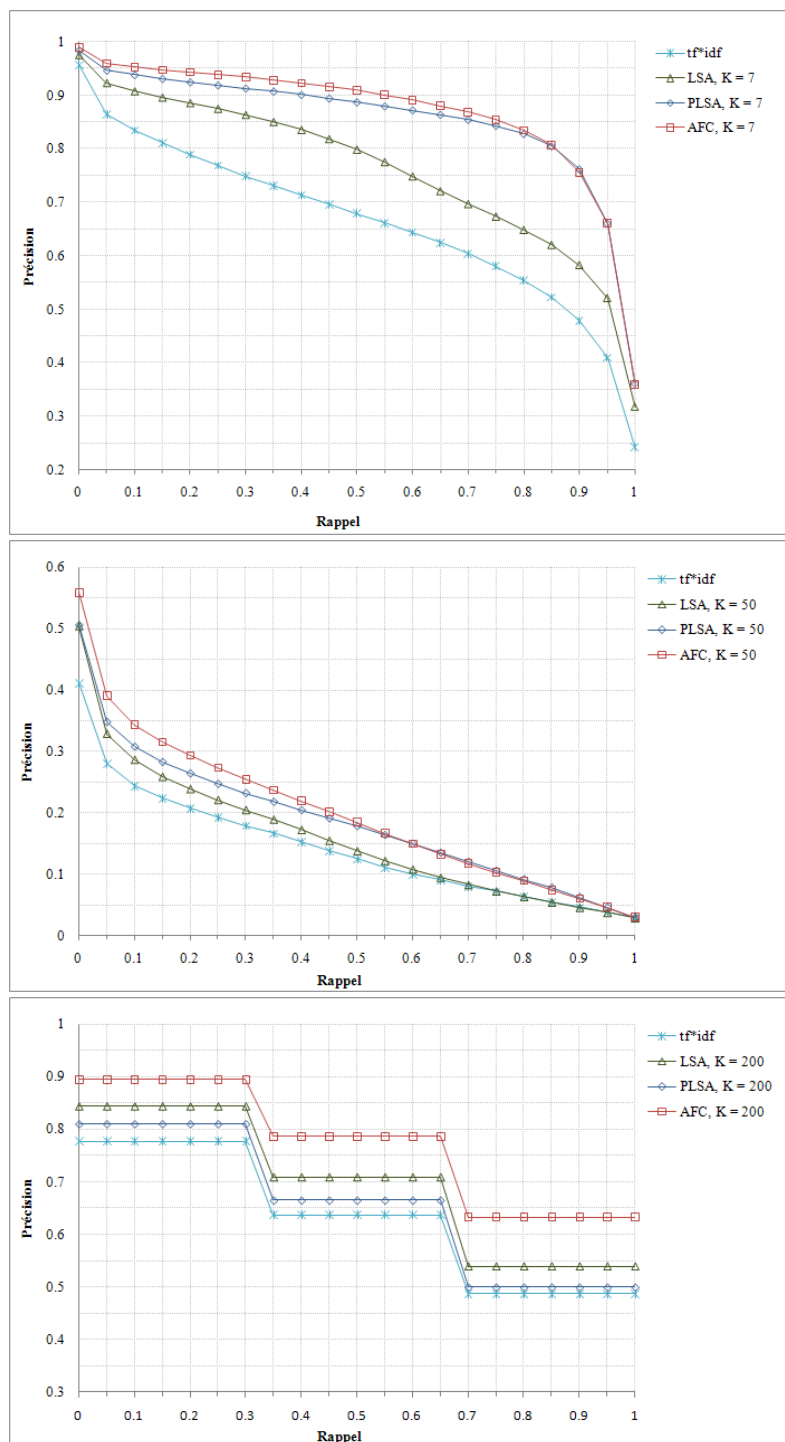 1
0.9
0.8
0.7
0.6
0.5
0.4
0.3
0.2
Précision
0 0.1 0.2 0.3 0.4 0.5 0.6 0.7 0.8 0.9 1
Rappel
tf*idf
LSA, K = 7
PLSA, K = 7
AFC, K = 7
0.6
0.5
0.4
0.3
0.2
0.1
0
Précision
0 0.1 0.2 0.3 0.4 0.5 0.6 0.7 0.8 0.9 1
Rappel
tf*idf
LSA, K = 50
PLSA, K = 50
AFC, K = 50
1
0.9
0.8
0.7
0.6
0.5
0.4
0.3
Précision
0 0.1 0.2 0.3 0.4 0.5 0.6 0.7 0.8 0.9 1
Rappel
tf*idf
LSA, K = 200
PLSA, K = 200
AFC, K = 200